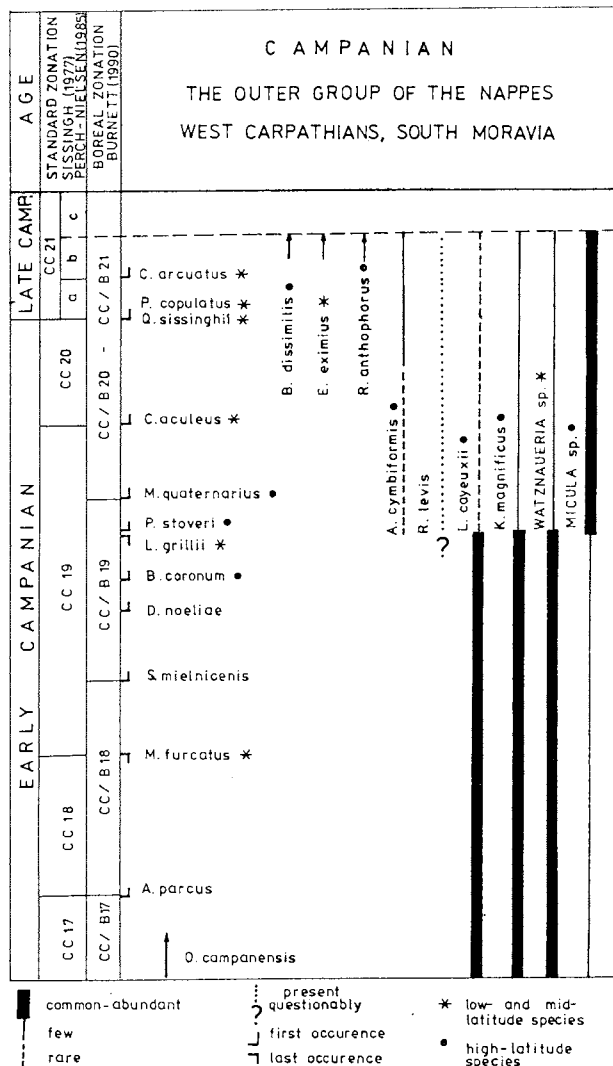 AGE
STANDARD ZONATION
SISSINGH (1977)
PERCH-NIELSEN(1985)
BOREAL ZONATION
BURNETT(1990)
CAMPANIAN
THE OUTER GROUP OF THE NAPPES
WEST CARPATHIANS, SOUTH MORAVIA
LATE CAMP.
EARLY CAMPANIAN
CC 21
c
b
a
CC 20
CC 19
CC 18
CC 17
CC / B 20 - CC / B 21
CC/ B 19
CC/ B 18
CC/ B 17
C. arcuatus *
P. copulatus *
Q. sissinghii *
C. aculeus *
M. quaternarius •
P. stoveri •
L. grillii *
B. coronum •
D. noeliae
S. mielnicenis
M. furcatus *
A. parcus
O. campanensis
B. dissimilis •
E. eximius *
R. anthophorus •
A. cymbiformis •
R. levis
?
L. cayeuxii •
K. magnificus •
WATZNAUERIA sp. *
MICULA sp. •
common-abundant
few
rare
present
? questionably
first occurence
last occurence
* low- and mid-
latitude species
• high-latitude
species